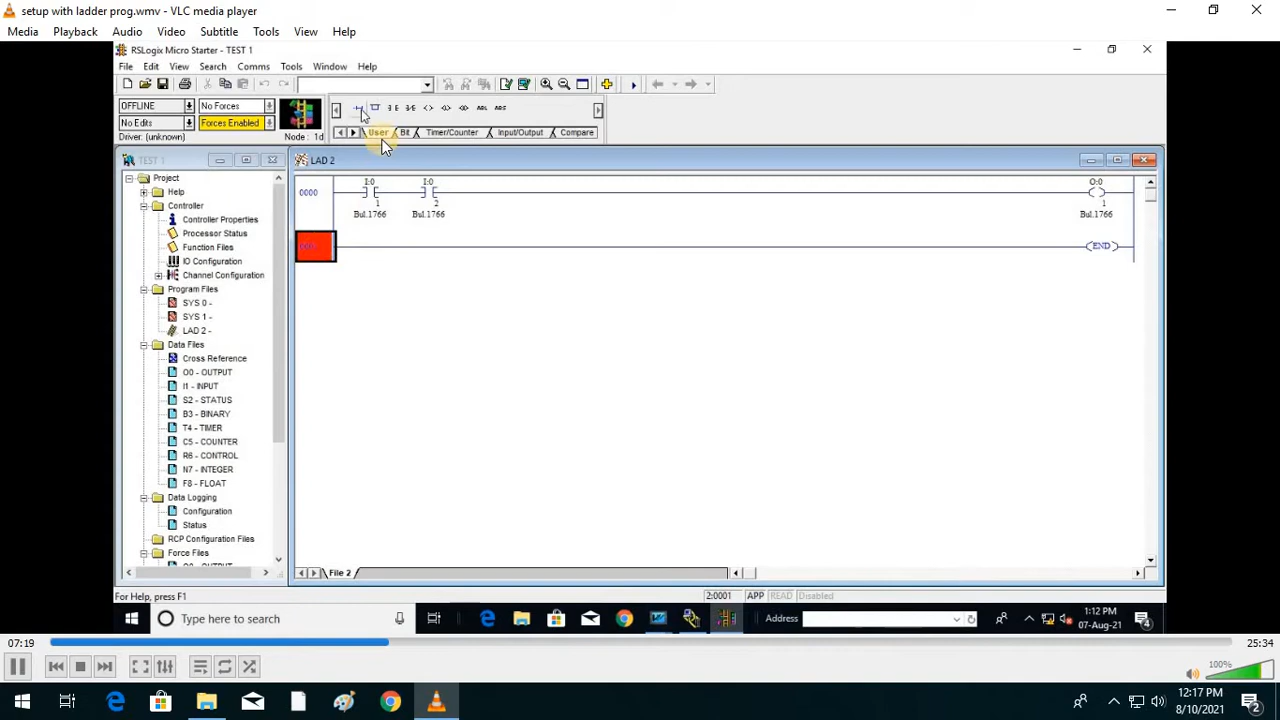 setup with ladder prog.wmv - VLC media player
Media Playback Audio Video Subtitle Tools View Help
RSLogix Micro Starter - TEST 1
File Edit View Search Comms Tools Window Help
OFFLINE No Forces
No Edits Forces Enabled
Driver: (unknown) Node : 1d
User Bit Timer/Counter Input/Output Compare
TEST 1
LAD 2
Project
Help
Controller
Controller Properties
Processor Status
Function Files
IO Configuration
Channel Configuration
Program Files
SYS 0 -
SYS 1 -
LAD 2 -
Data Files
Cross Reference
O0 - OUTPUT
I1 - INPUT
S2 - STATUS
B3 - BINARY
T4 - TIMER
C5 - COUNTER
R6 - CONTROL
N7 - INTEGER
F8 - FLOAT
Data Logging
Configuration
Status
RCP Configuration Files
Force Files
0000
I:0 I:0 O:0
1 2 1
Bul.1766 Bul.1766 Bul.1766
END
File 2
For Help, press F1
2:0001 APP READ Disabled
Type here to search
Address
1:12 PM
07-Aug-21
4
07:19
25:34
100%
12:17 PM
8/10/2021
2